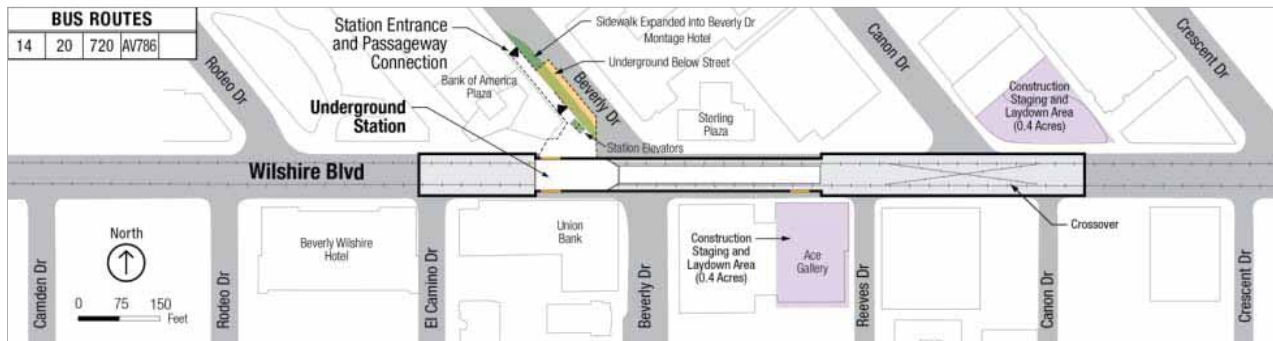 BUS ROUTES
14 20 720 AV786
Station Entrance
and Passageway
Connection
Sidewalk Expanded into Beverly Dr
Montage Hotel
Underground Below Street
Bank of America
Plaza
Underground
Station
Rodeo Dr
Beverly Dr
Canon Dr
Crescent Dr
Sterling
Plaza
Station Elevators
Construction
Staging and
Laydown Area
(0.4 Acres)
Wilshire Blvd
Crossover
North
0 75 150
Feet
Camden Dr
Rodeo Dr
Beverly Wilshire
Hotel
El Camino Dr
Union
Bank
Beverly Dr
Construction
Staging and
Laydown Area
(0.4 Acres)
Ace
Gallery
Reeves Dr
Canon Dr
Crescent Dr